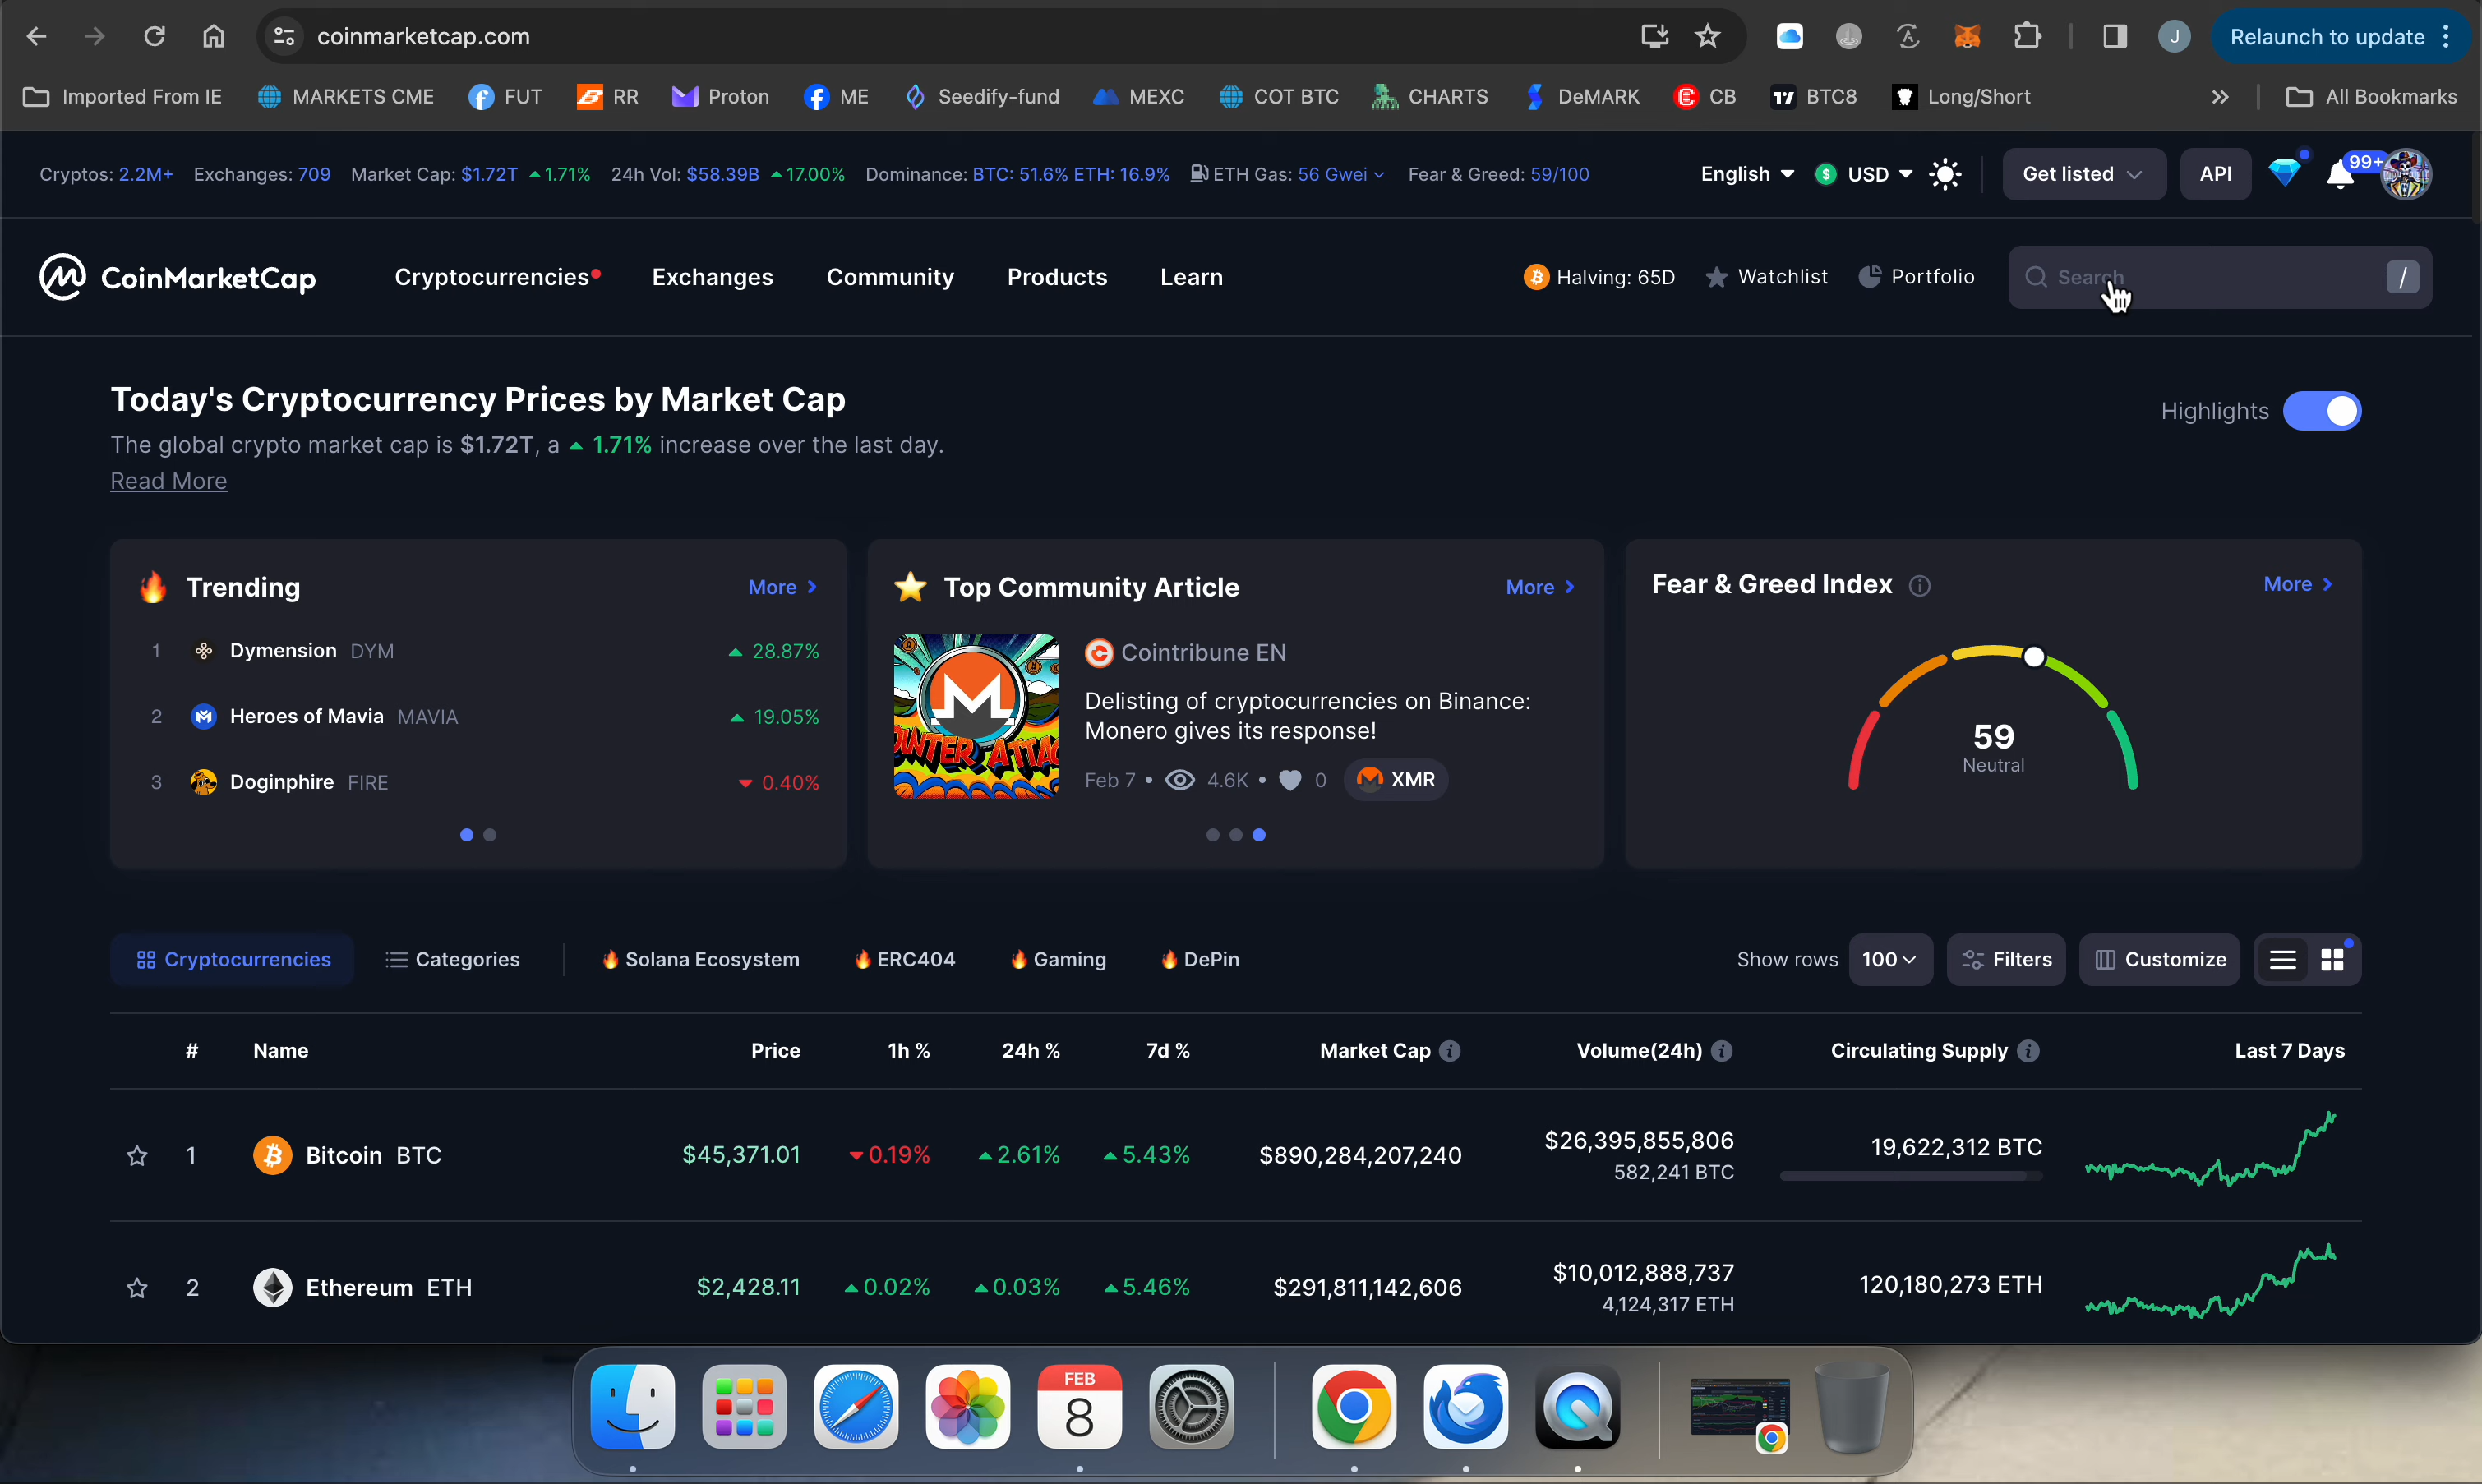 coinmarketcap.com
J
Relaunch to update
Imported From IE MARKETS CME FUT RR Proton ME Seedify-fund MEXC COT BTC CHARTS DeMARK CB BTC8 Long/Short » All Bookmarks
Cryptos: 2.2M+ Exchanges: 709 Market Cap: $1.72T 1.71% 24h Vol: $58.39B 17.00% Dominance: BTC: 51.6% ETH: 16.9% ETH Gas: 56 Gwei Fear & Greed: 59/100 English USD Get listed API 99+
CoinMarketCap Cryptocurrencies Exchanges Community Products Learn Halving: 65D Watchlist Portfolio Search /
Today's Cryptocurrency Prices by Market Cap
Highlights
The global crypto market cap is $1.72T, a 1.71% increase over the last day.
Read More
Trending More
1 Dymension DYM 28.87%
2 Heroes of Mavia MAVIA 19.05%
3 Doginphire FIRE 0.40%
Top Community Article More
COUNTER ATTACK
Cointribune EN
Delisting of cryptocurrencies on Binance:
Monero gives its response!
Feb 7 • 4.6K • 0 XMR
Fear & Greed Index More
59
Neutral
Cryptocurrencies Categories Solana Ecosystem ERC404 Gaming DePin Show rows 100 Filters Customize
# Name Price 1h % 24h % 7d % Market Cap Volume(24h) Circulating Supply Last 7 Days
1 Bitcoin BTC $45,371.01 0.19% 2.61% 5.43% $890,284,207,240 $26,395,855,806 19,622,312 BTC
582,241 BTC
2 Ethereum ETH $2,428.11 0.02% 0.03% 5.46% $291,811,142,606 $10,012,888,737 120,180,273 ETH
4,124,317 ETH
FEB
8